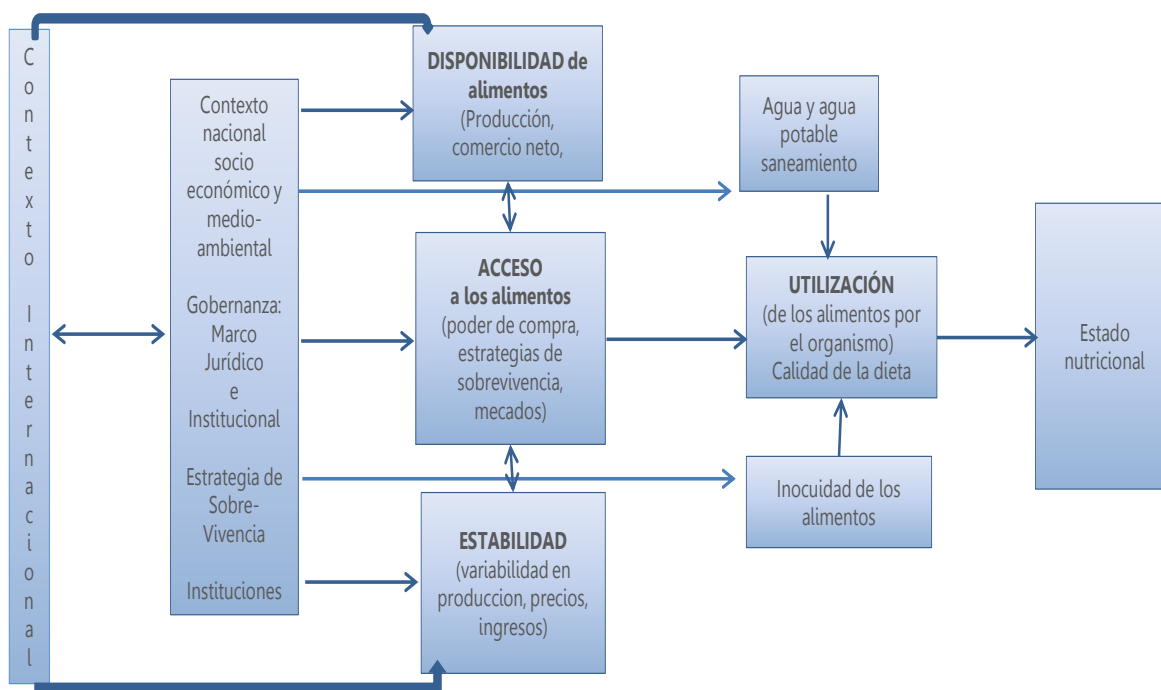 Contexto Internacional
Contexto
nacional
socio
económico y
medio-
ambiental
Gobernanza:
Marco
Jurídico
e
Institucional
Estrategia de
Sobre-
Vivencia
Instituciones
DISPONIBILIDAD de
alimentos
(Producción,
comercio neto,
ACCESO
a los alimentos
(poder de compra,
estrategias de
sobrevivencia,
mecados)
ESTABILIDAD
(variabilidad en
produccion, precios,
ingresos)
Agua y agua
potable
saneamiento
UTILIZACIÓN
(de los alimentos por
el organismo)
Calidad de la dieta
Inocuidad de los
alimentos
Estado
nutricional